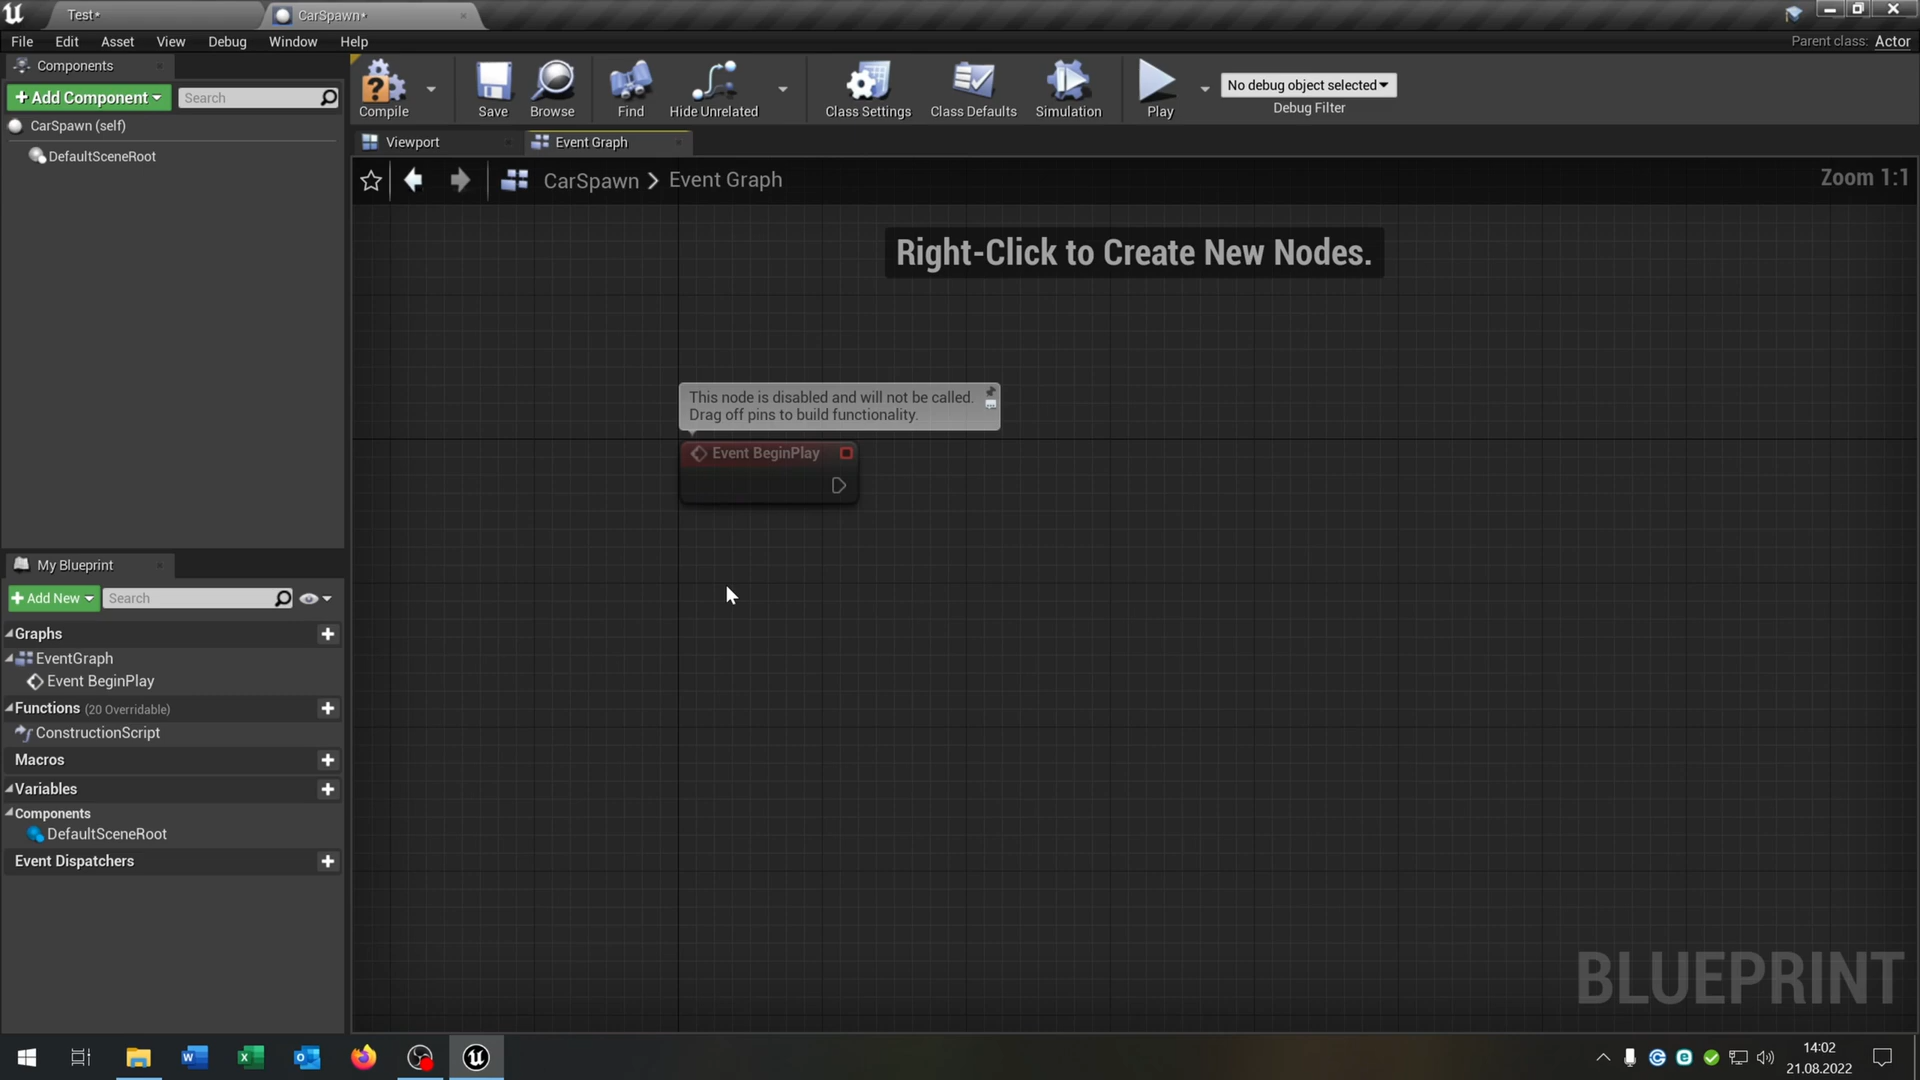 Test*
CarSpawn*
File Edit Asset View Debug Window Help
Parent class: Actor
Components
+ Add Component
Search
CarSpawn (self)
DefaultSceneRoot
Compile
Save
Browse
Find
Hide Unrelated
Class Settings
Class Defaults
Simulation
Play
No debug object selected
Debug Filter
Viewport
Event Graph
CarSpawn > Event Graph
Zoom 1:1
Right-Click to Create New Nodes.
This node is disabled and will not be called.
Drag off pins to build functionality.
Event BeginPlay
My Blueprint
+ Add New
Search
Graphs
EventGraph
Event BeginPlay
Functions (20 Overridable)
ConstructionScript
Macros
Variables
Components
DefaultSceneRoot
Event Dispatchers
BLUEPRINT
14:02
21.08.2022